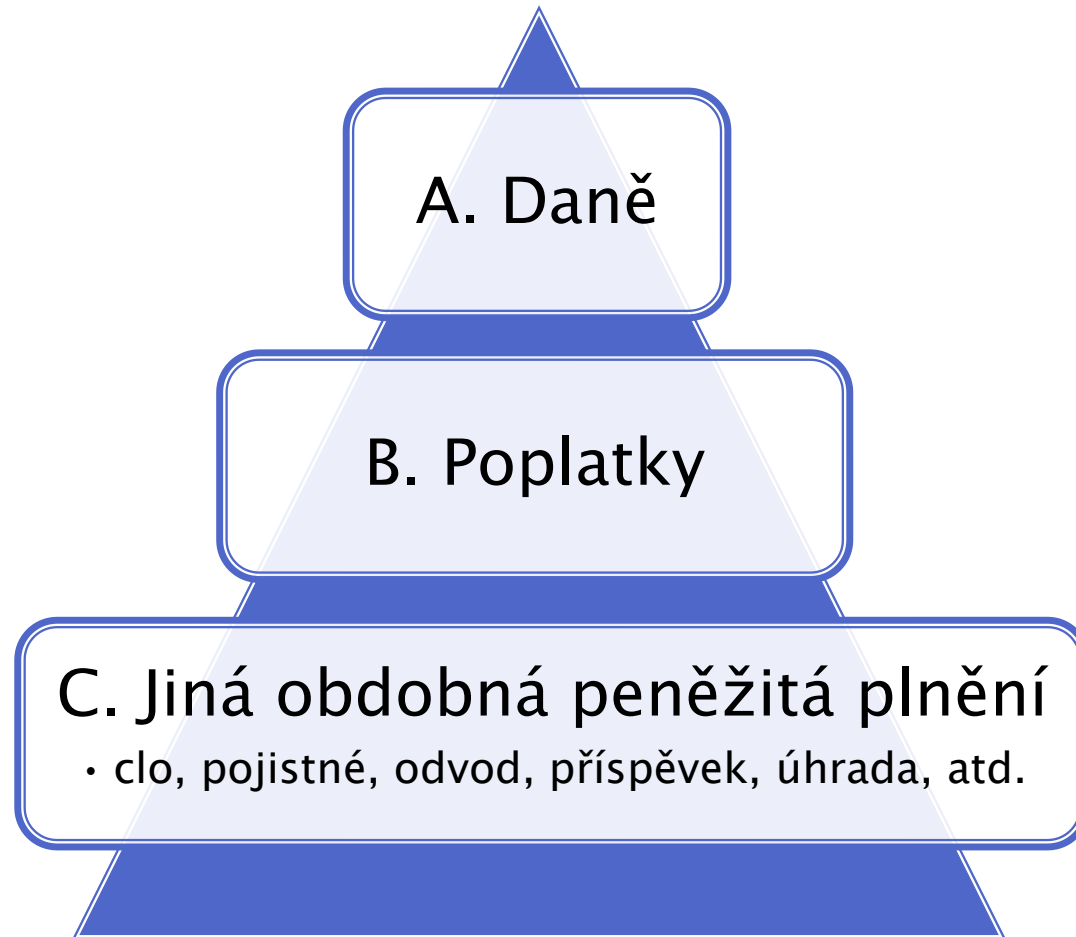 A. Daně
B. Poplatky
C. Jiná obdobná peněžitá plnění
• clo, pojistné, odvod, příspěvek, úhrada, atd.